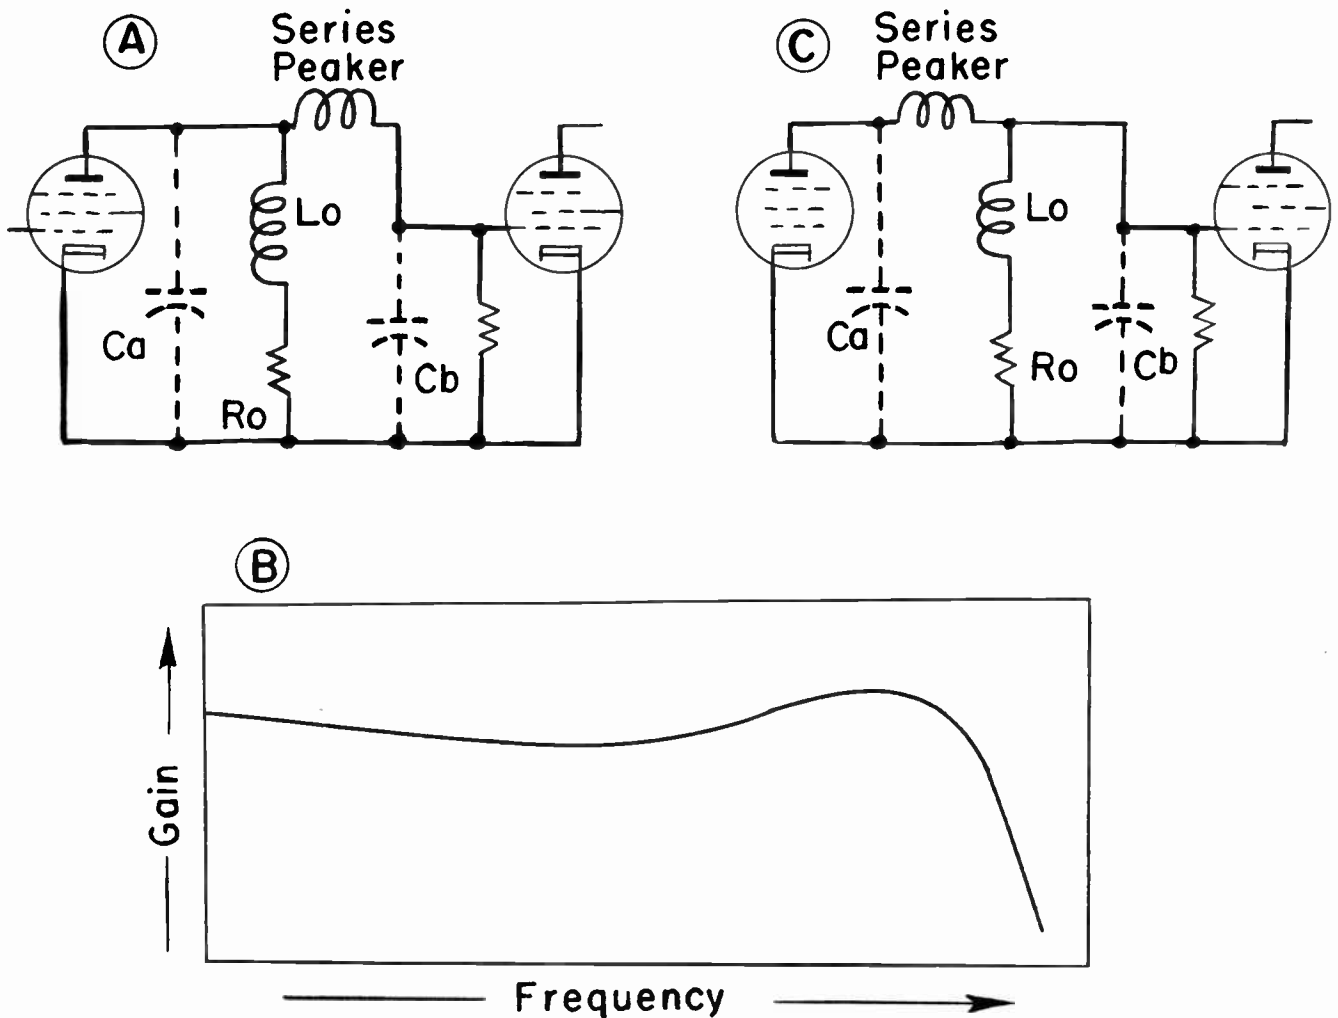 A
Series
Peaker
Lo
Ca
Ro
Cb
C
Series
Peaker
Lo
Ca
Ro
Cb
B
Gain
Frequency